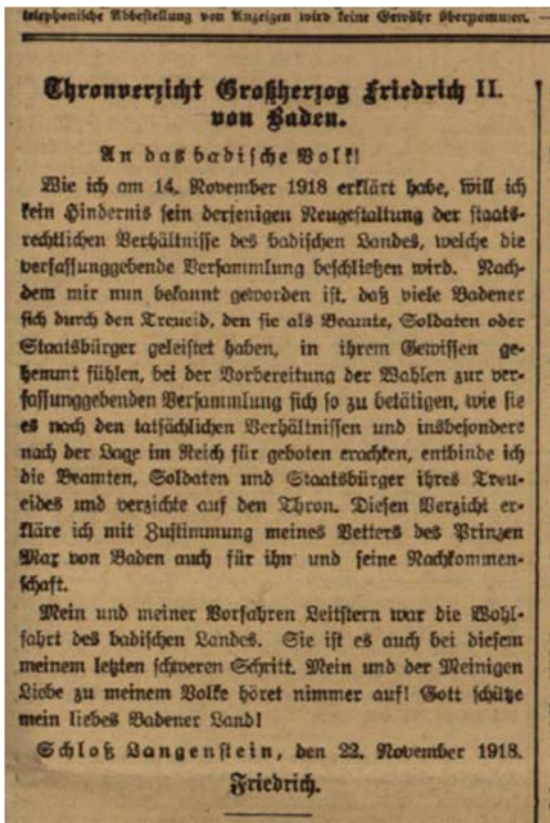 telephonische Abbestellung von Anzeigen wird keine Gewähr übernommen. —
Thronverzicht Großherzog Friedrich II.
von Baden.
An das badische Volk!
Wie ich am 14. November 1918 erklärt habe, will ich
kein Hindernis sein derjenigen Neugestaltung der staats-
rechtlichen Verhältnisse des badischen Landes, welche die
verfassunggebende Versammlung beschließen wird. Nach-
dem mir nun bekannt geworden ist, daß viele Badener
sich durch den Treueid, den sie als Beamte, Soldaten oder
Staatsbürger geleistet haben, in ihrem Gewissen ge-
hemmt fühlen, bei der Vorbereitung der Wahlen zur ver-
fassunggebenden Versammlung sich so zu betätigen, wie sie
es nach den tatsächlichen Verhältnissen und insbesondere
nach der Lage im Reich für geboten erachten, entbinde ich
die Beamten, Soldaten und Staatsbürger ihres Treu-
eides und verzichte auf den Thron. Diesen Verzicht er-
kläre ich mit Zustimmung meines Vetters des Prinzen
Max von Baden auch für ihn und seine Nachkommen-
schaft.
Mein und meiner Vorfahren Leitstern war die Wohl-
fahrt des badischen Landes. Sie ist es auch bei diesem
meinem letzten schweren Schritt. Mein und der Meinigen
Liebe zu meinem Volke höret nimmer auf! Gott schütze
mein liebes Badener Land!
Schloß Langenstein, den 22. November 1918.
Friedrich.